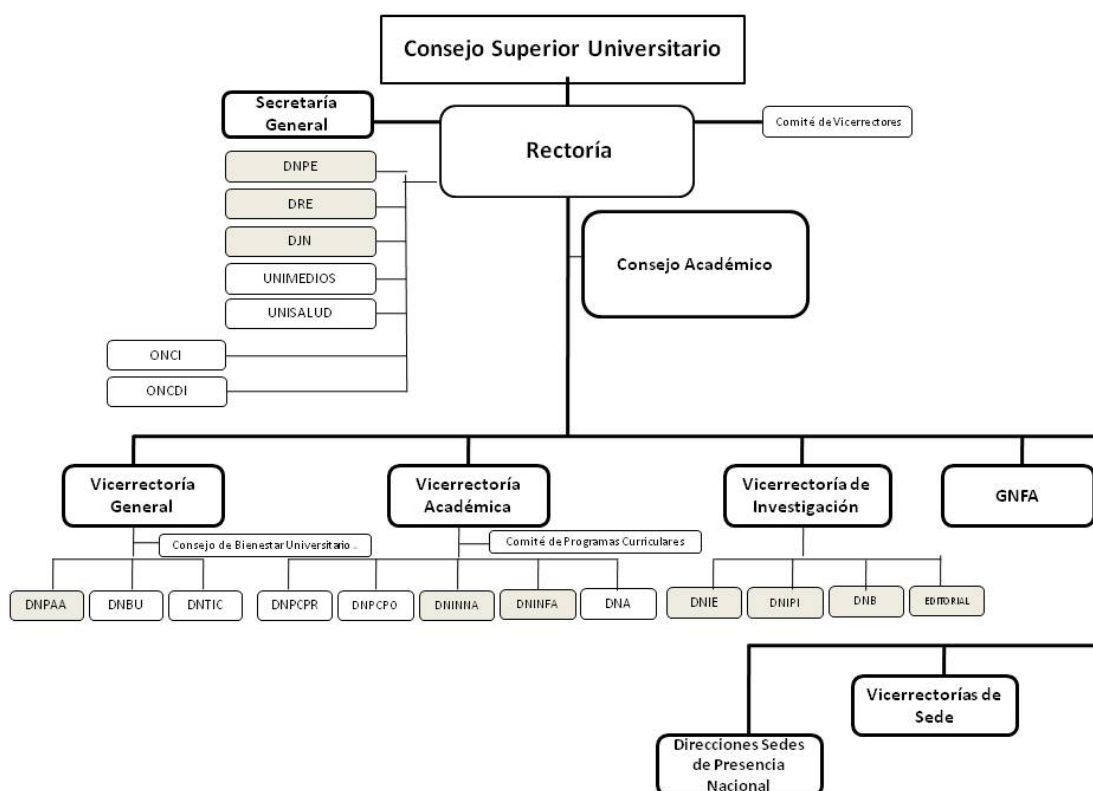 Consejo Superior Universitario
Secretaría
General
Rectoría
Comité de Vicerrectores
DNPE
DRE
DJN
UNIMEDIOS
UNISALUD
ONCI
ONCDI
Consejo Académico
Vicerrectoría
General
Vicerrectoría
Académica
Vicerrectoría de
Investigación
GNFA
Consejo de Bienestar Universitario ..
Comité de Programas Curriculares
DNPAA
DNBU
DNTIC
DNPCPR
DNPCPO
DNINNA
DNINFA
DNA
DNIE
DNIPI
DNB
EDITORIAL
Vicerrectorías de
Sede
Direcciones Sedes
de Presencia
Nacional